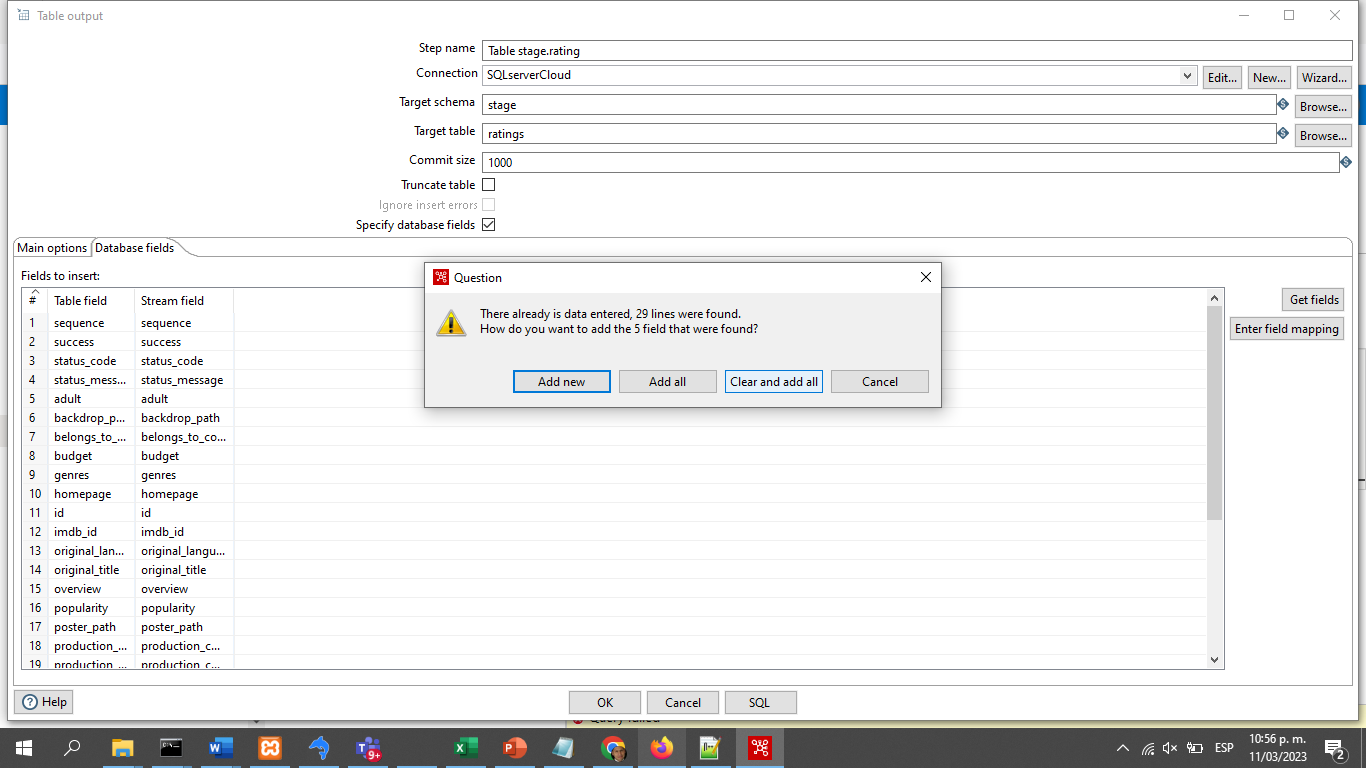 Table output
Step name Table stage.rating
Connection SQLserverCloud Edit... New... Wizard...
Target schema stage Browse...
Target table ratings Browse...
Commit size 1000
Truncate table
Ignore insert errors
Specify database fields
Main options Database fields
Fields to insert:
# Table field Stream field
1 sequence sequence
2 success success
3 status_code status_code
4 status_mess... status_message
5 adult adult
6 backdrop_p... backdrop_path
7 belongs_to_... belongs_to_co...
8 budget budget
9 genres genres
10 homepage homepage
11 id id
12 imdb_id imdb_id
13 original_lan... original_langu...
14 original_title original_title
15 overview overview
16 popularity popularity
17 poster_path poster_path
18 production_... production_c...
19 production_... production_c...
Get fields
Enter field mapping
Question
There already is data entered, 29 lines were found.
How do you want to add the 5 field that were found?
Add new Add all Clear and add all Cancel
Help OK Cancel SQL
Query failed
9+
ESP
10:56 p. m.
11/03/2023
2